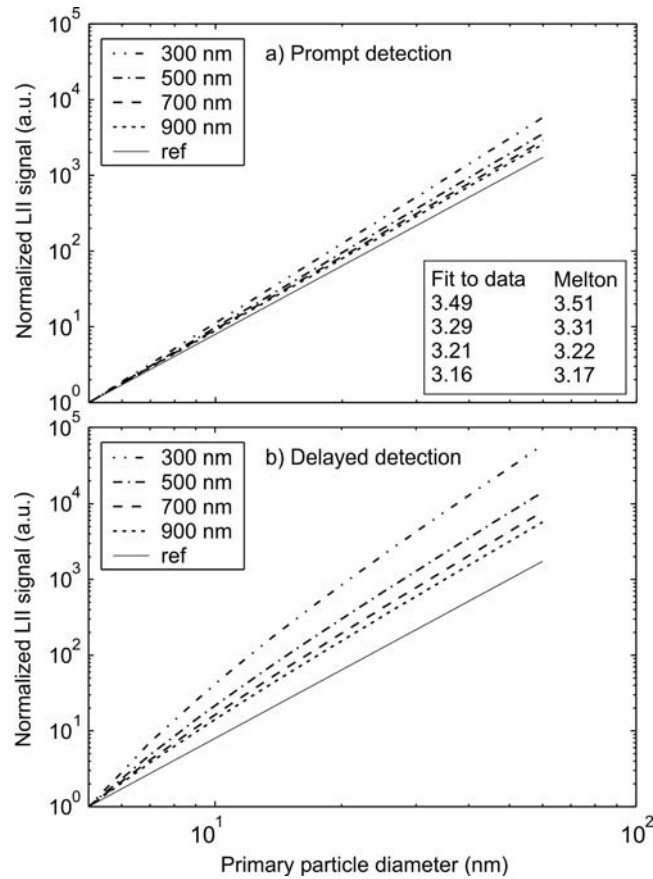 10^5
10^4
10^3
10^2
10^1
10^0
Normalized LII signal (a.u.)
300 nm
500 nm
700 nm
900 nm
ref
a) Prompt detection
Fit to data Melton
3.49 3.51
3.29 3.31
3.21 3.22
3.16 3.17
10^5
10^4
10^3
10^2
10^1
10^0
Normalized LII signal (a.u.)
300 nm
500 nm
700 nm
900 nm
ref
b) Delayed detection
10^1 10^2
Primary particle diameter (nm)